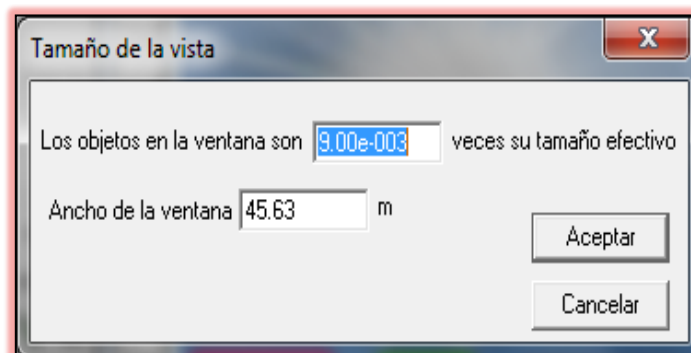 Tamaño de la vista
X
Los objetos en la ventana son 9.00e-003 veces su tamaño efectivo
Ancho de la ventana 45.63 m
Aceptar
Cancelar